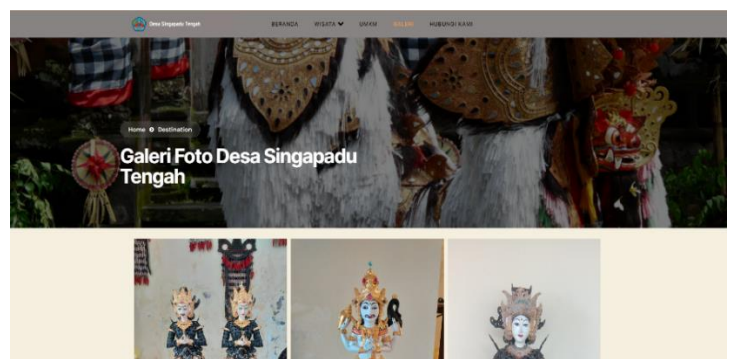 Desa Singapadu Tengah
BERANDA WISATA UMKM GALERI HUBUNGI KAMI
Home Destination
Galeri Foto Desa Singapadu
Tengah